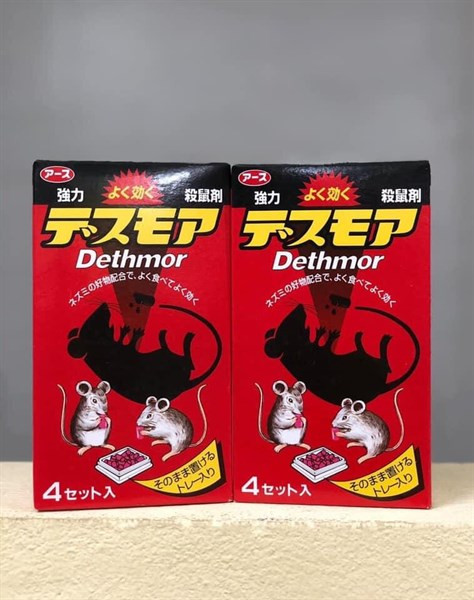 アース
強力 よく効く 殺鼠剤
デスモア
Dethmor
ネズミの好物配合で、よく食べてよく効く
そのまま置ける
トレー入り
4セット入
アース
強力 よく効く 殺鼠剤
デスモア
Dethmor
ネズミの好物配合で、よく食べてよく効く
そのまま置ける
トレー入り
4セット入